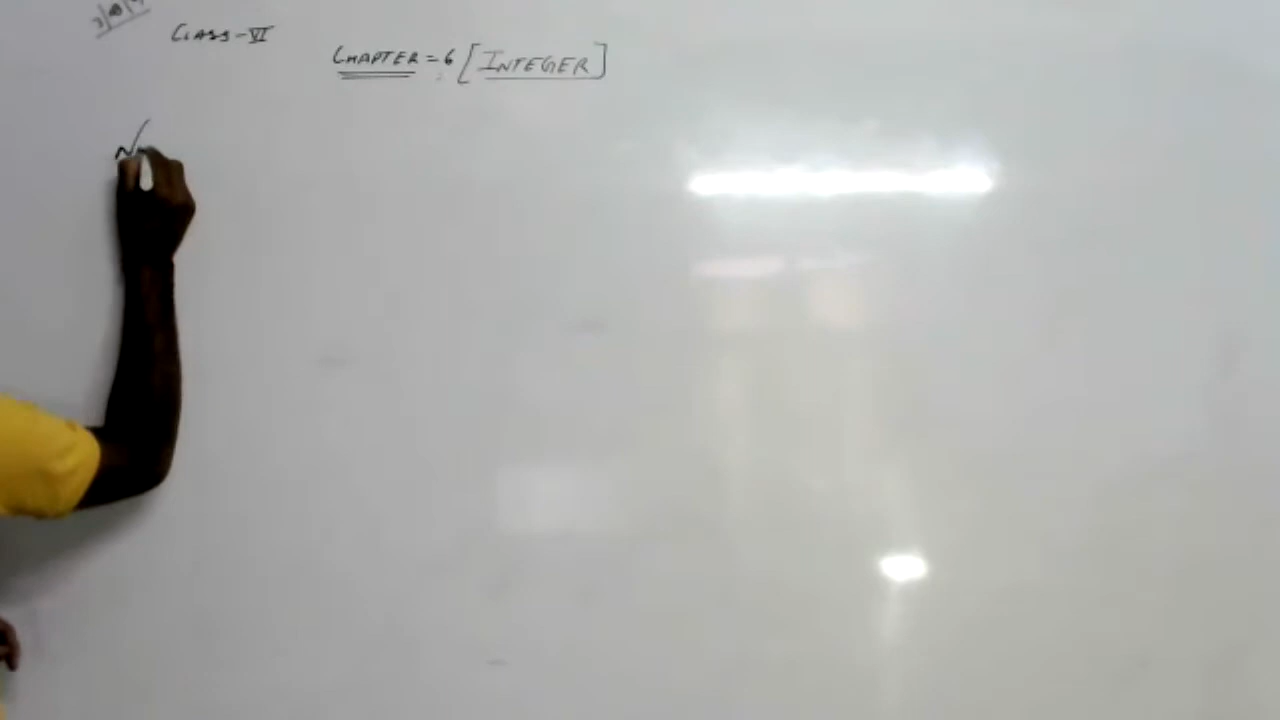 CLASS-VI
CHAPTER = 6 [INTEGER]